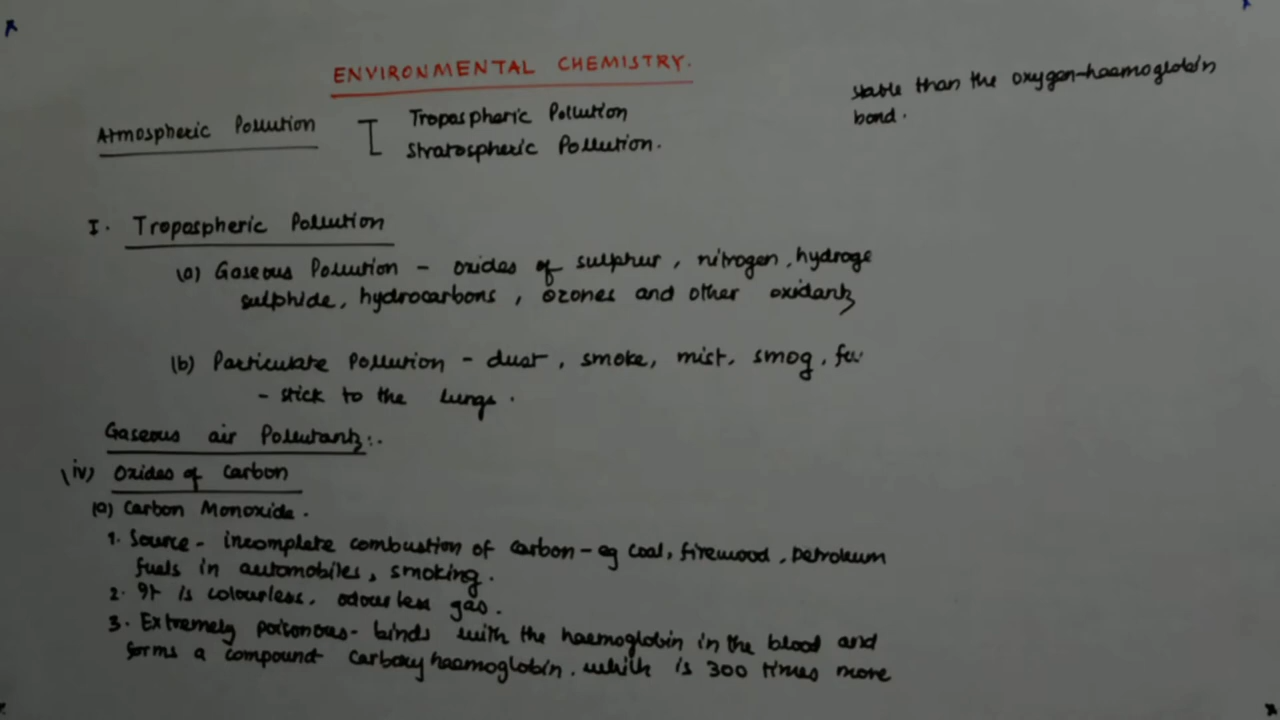 ENVIRONMENTAL CHEMISTRY.
Atmospheric Pollution
Tropospheric Pollution
Stratospheric Pollution.
I. Tropospheric Pollution
(a) Gaseous Pollution - oxides of sulphur, nitrogen, hydroge
sulphide, hydrocarbons, ozones and other oxidants
(b) Particulate Pollution - dust, smoke, mist, smog,
- stick to the lungs.
Gaseous air Pollutants:.
(iv) Oxides of carbon
(a) Carbon Monoxide.
1. Source - incomplete combustion of carbon - eg coal, firewood, petroleum
fuels in automobiles, smoking.
2. It is colourless, odourless gas.
3. Extremely poisonous - binds with the haemoglobin in the blood and
forms a compound carboxyhaemoglobin. which is 300 times more
stable than the oxygen-haemoglobin
bond.